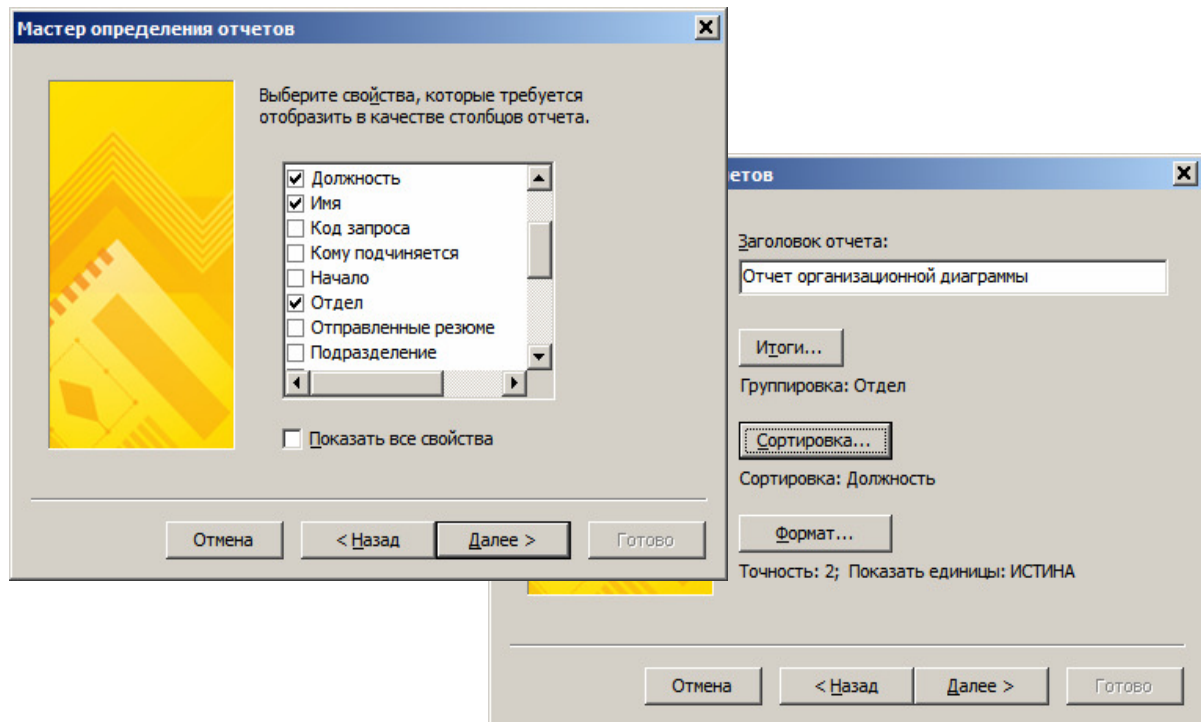 Мастер определения отчетов
Выберите свойства, которые требуется
отобразить в качестве столбцов отчета.
Должность
Имя
Код запроса
Кому подчиняется
Начало
Отдел
Отправленные резюме
Подразделение
Показать все свойства
Отмена
< Назад
Далее >
Готово
етов
Заголовок отчета:
Отчет организационной диаграммы
Итоги...
Группировка: Отдел
Сортировка...
Сортировка: Должность
Формат...
Точность: 2; Показать единицы: ИСТИНА
Отмена
< Назад
Далее >
Готово